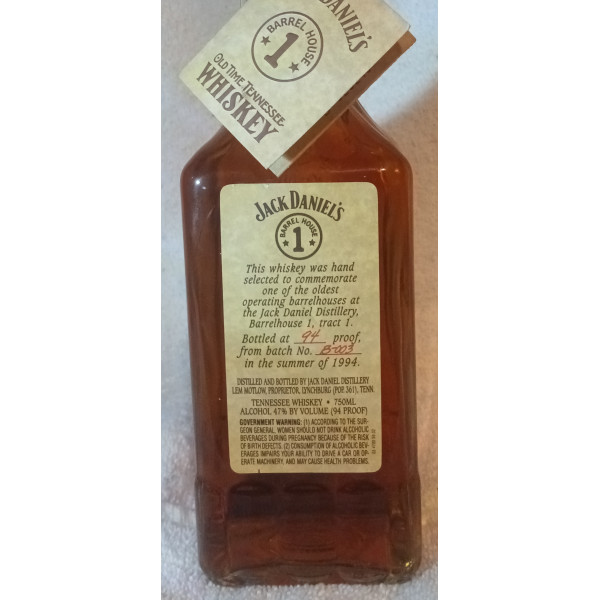 DANIEL'S
BARREL HOUSE
1
OLD TIME TENNESSEE
WHISKEY
JACK DANIEL'S
BARREL HOUSE
1
This whiskey was hand
selected to commemorate
one of the oldest
operating barrelhouses at
the Jack Daniel Distillery,
Barrelhouse 1, tract 1.
Bottled at 94 proof,
from batch No. B-003
in the summer of 1994.
DISTILLED AND BOTTLED BY JACK DANIEL DISTILLERY
LEM MOTLOW, PROPRIETOR, LYNCHBURG (POP 361), TENN.
TENNESSEE WHISKEY • 750ML
ALCOHOL 47% BY VOLUME (94 PROOF)
GOVERNMENT WARNING: (1) ACCORDING TO THE SUR-
GEON GENERAL, WOMEN SHOULD NOT DRINK ALCOHOLIC
BEVERAGES DURING PREGNANCY BECAUSE OF THE RISK
OF BIRTH DEFECTS. (2) CONSUMPTION OF ALCOHOLIC BEV-
ERAGES IMPAIRS YOUR ABILITY TO DRIVE A CAR OR OP-
ERATE MACHINERY, AND MAY CAUSE HEALTH PROBLEMS.